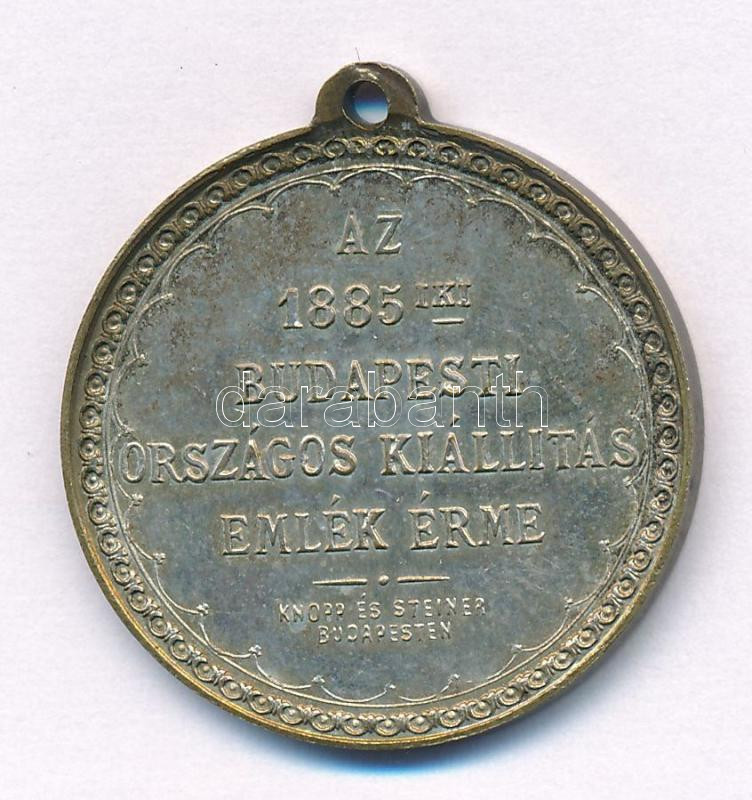 AZ
1885 IKI
BUDAPESTI
darabanth
ORSZÁGOS KIÁLLITÁS
EMLÉK ÉRME
KNOPP ÉS STEINER
BUDAPESTEN